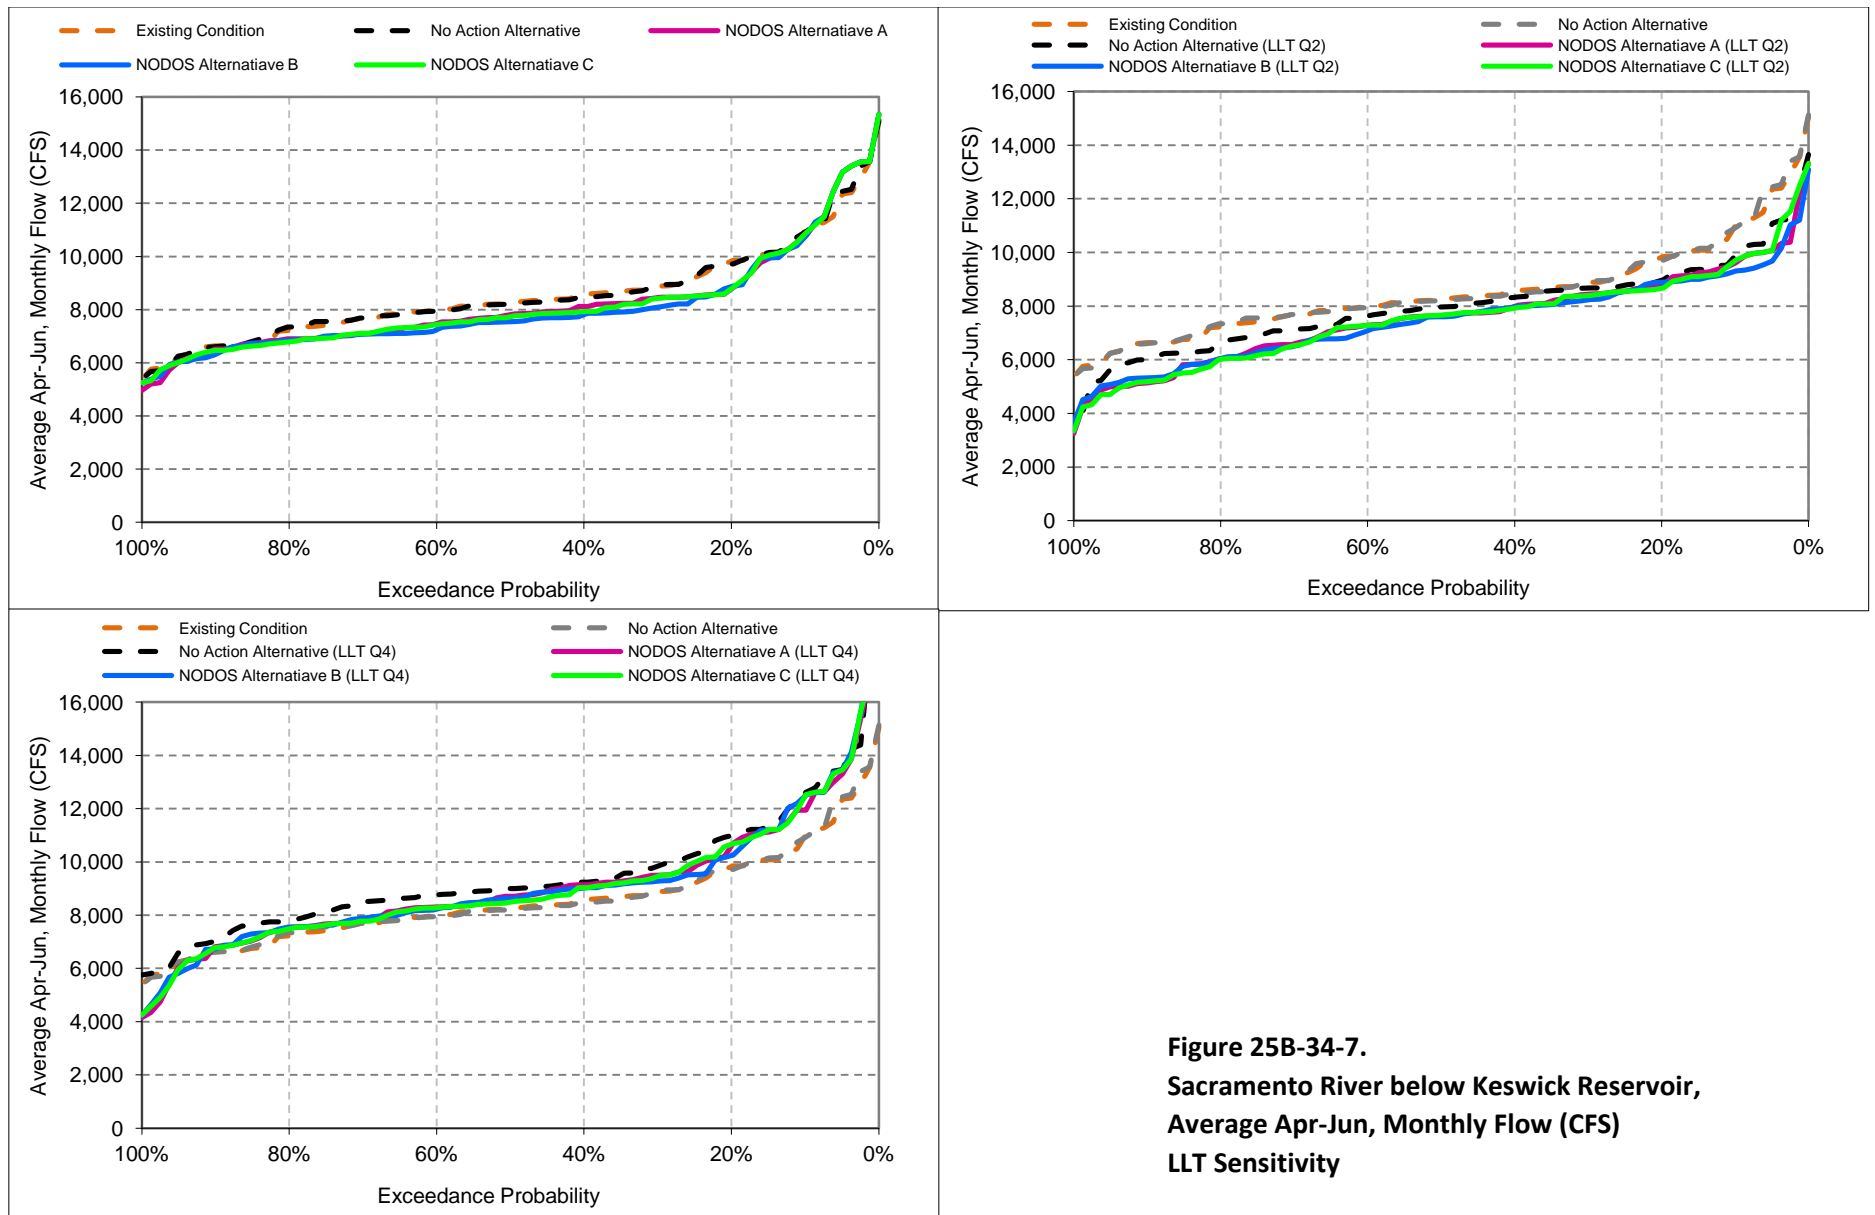 Existing Condition No Action Alternative NODOS Alternatiave A
NODOS Alternatiave B NODOS Alternatiave C
16,000
14,000
12,000
10,000
8,000
6,000
4,000
2,000
0
Average Apr-Jun, Monthly Flow (CFS)
100% 80% 60% 40% 20% 0%
Exceedance Probability
Existing Condition No Action Alternative
No Action Alternative (LLT Q2) NODOS Alternatiave A (LLT Q2)
NODOS Alternatiave B (LLT Q2) NODOS Alternatiave C (LLT Q2)
16,000
14,000
12,000
10,000
8,000
6,000
4,000
2,000
0
Average Apr-Jun, Monthly Flow (CFS)
100% 80% 60% 40% 20% 0%
Exceedance Probability
Existing Condition No Action Alternative
No Action Alternative (LLT Q4) NODOS Alternatiave A (LLT Q4)
NODOS Alternatiave B (LLT Q4) NODOS Alternatiave C (LLT Q4)
16,000
14,000
12,000
10,000
8,000
6,000
4,000
2,000
0
Average Apr-Jun, Monthly Flow (CFS)
100% 80% 60% 40% 20% 0%
Exceedance Probability
Figure 25B-34-7.
Sacramento River below Keswick Reservoir,
Average Apr-Jun, Monthly Flow (CFS)
LLT Sensitivity